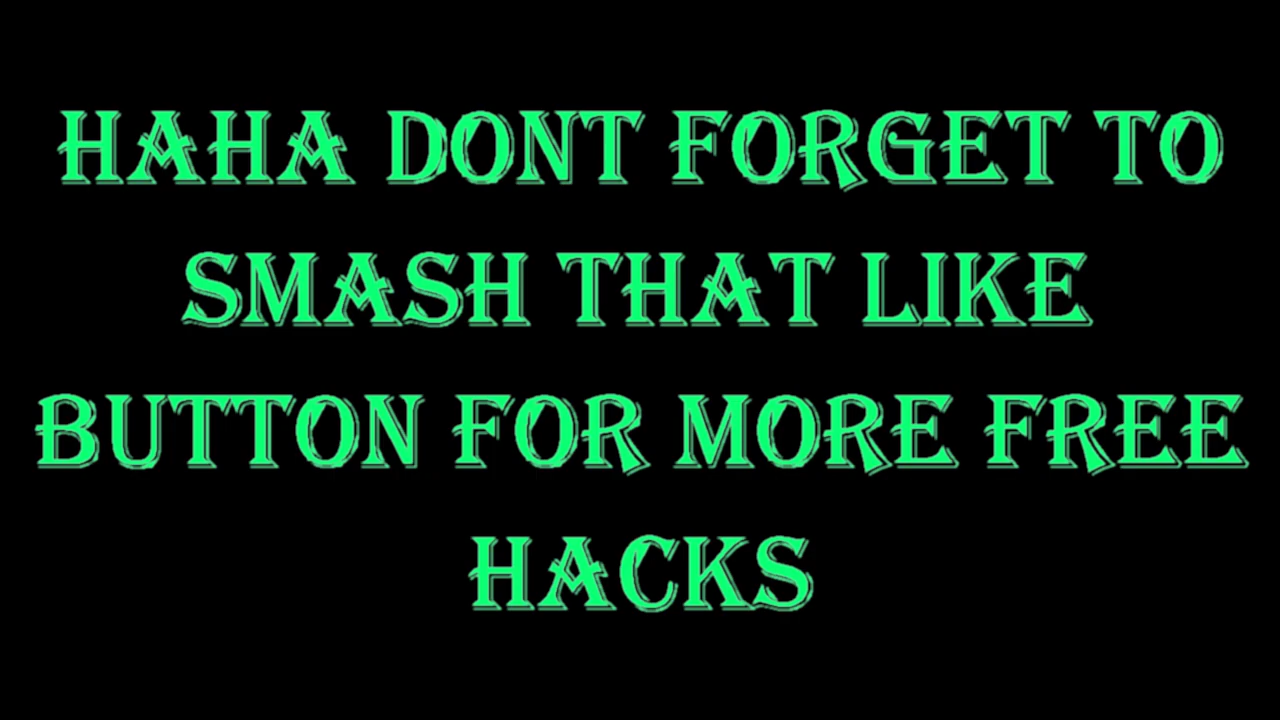 HAHA DONT FORGET TO
SMASH THAT LIKE
BUTTON FOR MORE FREE
HACKS